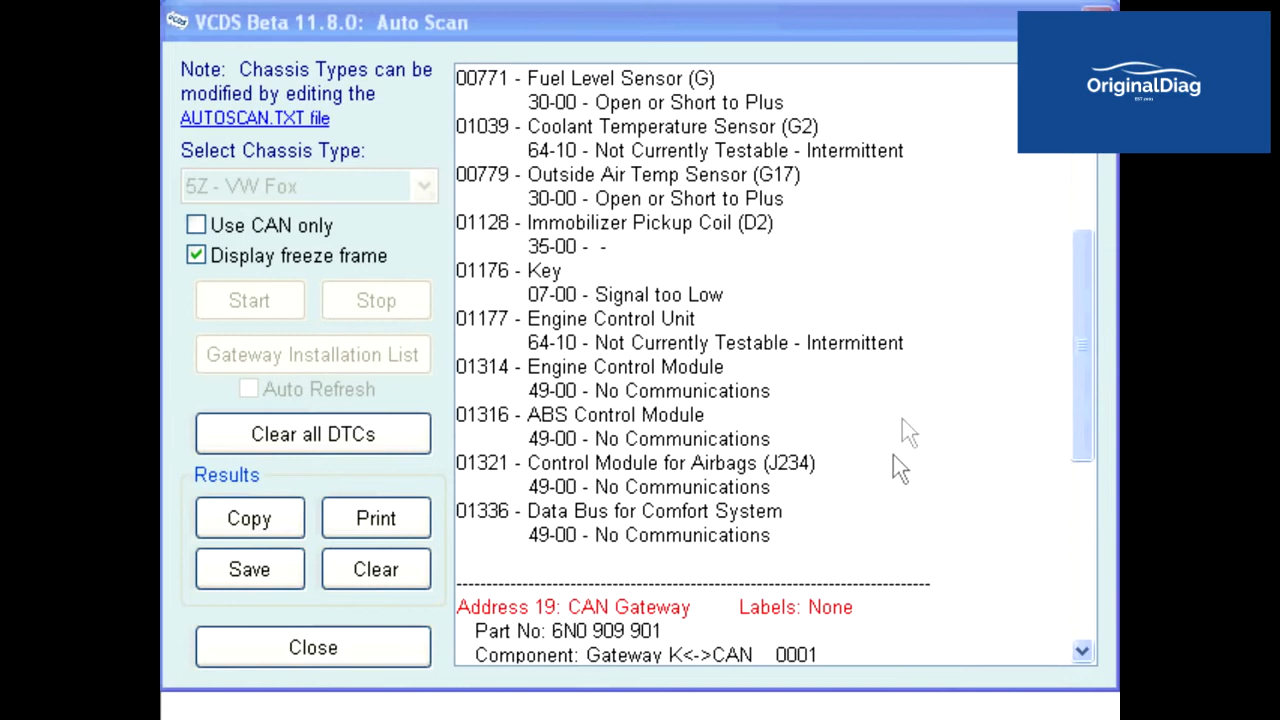 VCDS Beta 11.8.0: Auto Scan
Note: Chassis Types can be
modified by editing the
AUTOSCAN.TXT file
Select Chassis Type:
5Z - VW Fox
Use CAN only
Display freeze frame
Start
Stop
Gateway Installation List
Auto Refresh
Clear all DTCs
Results
Copy
Print
Save
Clear
Close
00771 - Fuel Level Sensor (G)
30-00 - Open or Short to Plus
01039 - Coolant Temperature Sensor (G2)
64-10 - Not Currently Testable - Intermittent
00779 - Outside Air Temp Sensor (G17)
30-00 - Open or Short to Plus
01128 - Immobilizer Pickup Coil (D2)
35-00 - -
01176 - Key
07-00 - Signal too Low
01177 - Engine Control Unit
64-10 - Not Currently Testable - Intermittent
01314 - Engine Control Module
49-00 - No Communications
01316 - ABS Control Module
49-00 - No Communications
01321 - Control Module for Airbags (J234)
49-00 - No Communications
01336 - Data Bus for Comfort System
49-00 - No Communications
-------------------------------------------------------------------------------
Address 19: CAN Gateway Labels: None
Part No: 6N0 909 901
Component: Gateway K<->CAN 0001
OriginalDiag